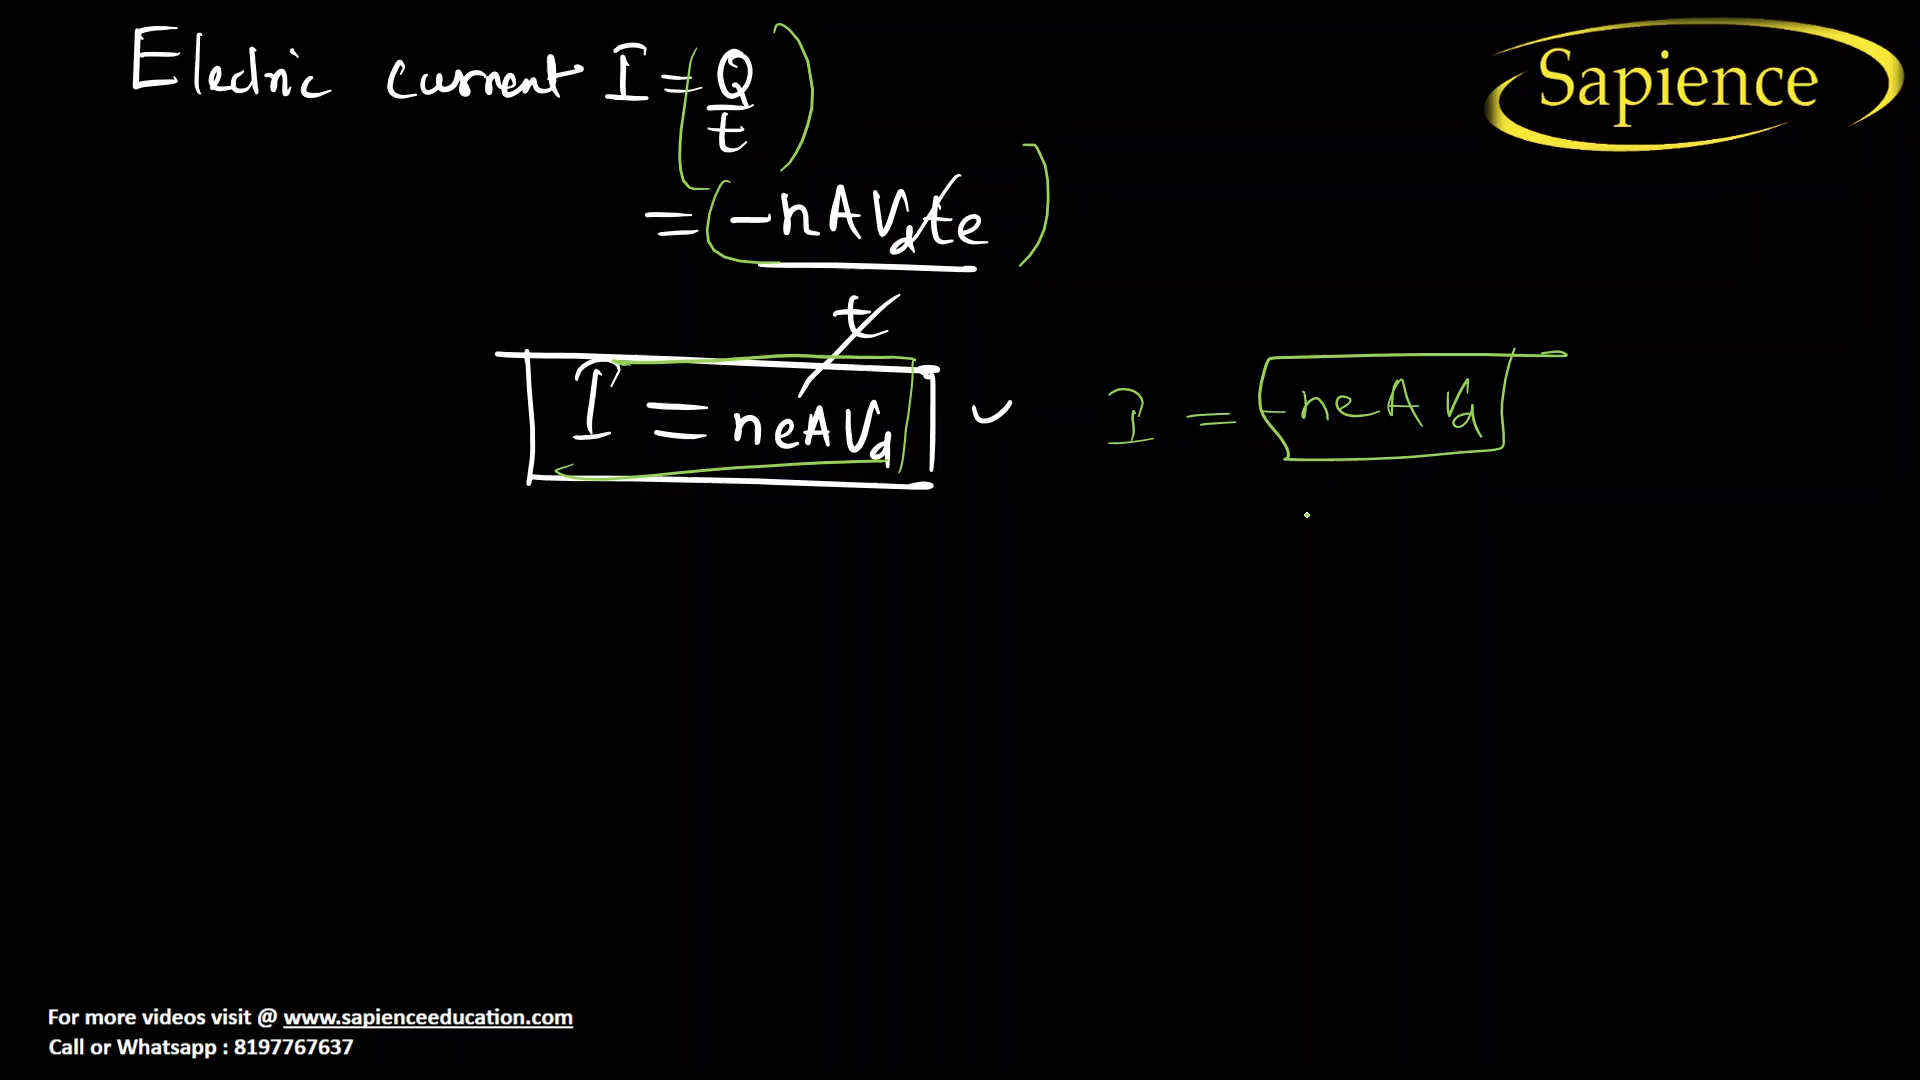 Electric current I = Q/t
Sapience
= -nAVdte
t
I = neAVd
I = -neAVd
For more videos visit @ www.sapienceeducation.com
Call or Whatsapp : 8197767637